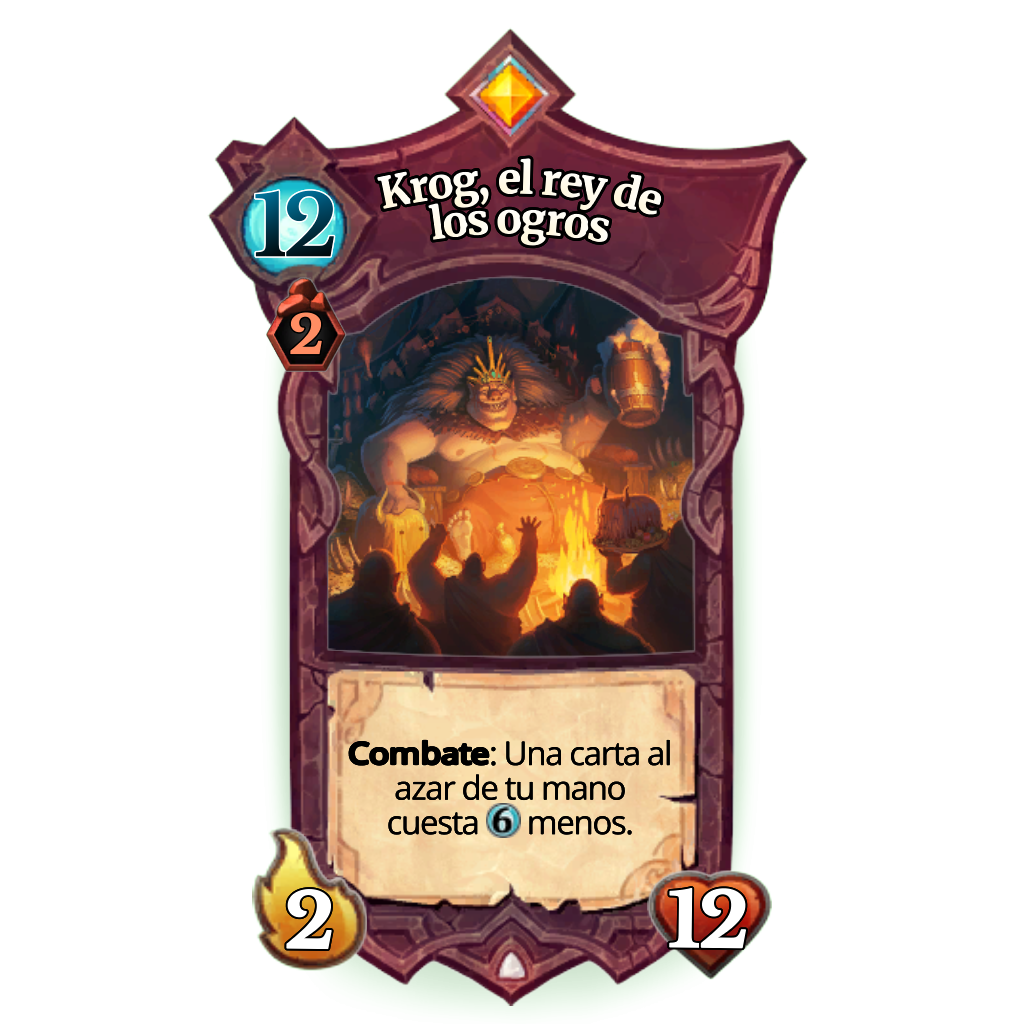 12
Krog, el rey de
los ogros
2
Combate: Una carta al
azar de tu mano
cuesta 6 menos.
2
12